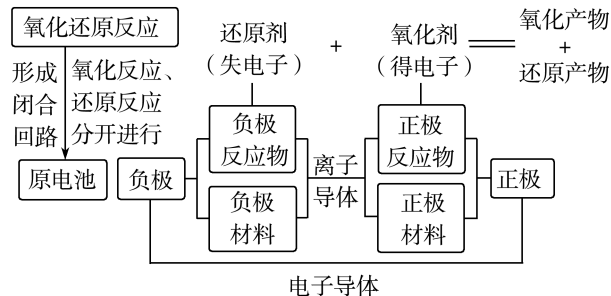 氧化还原反应
还原剂
（失电子）
+
氧化剂
（得电子）
氧化产物
+
还原产物
形成
闭合
回路
氧化反应、
还原反应
分开进行
负极
反应物
正极
反应物
离子
导体
原电池
负极
负极
材料
正极
材料
正极
电子导体